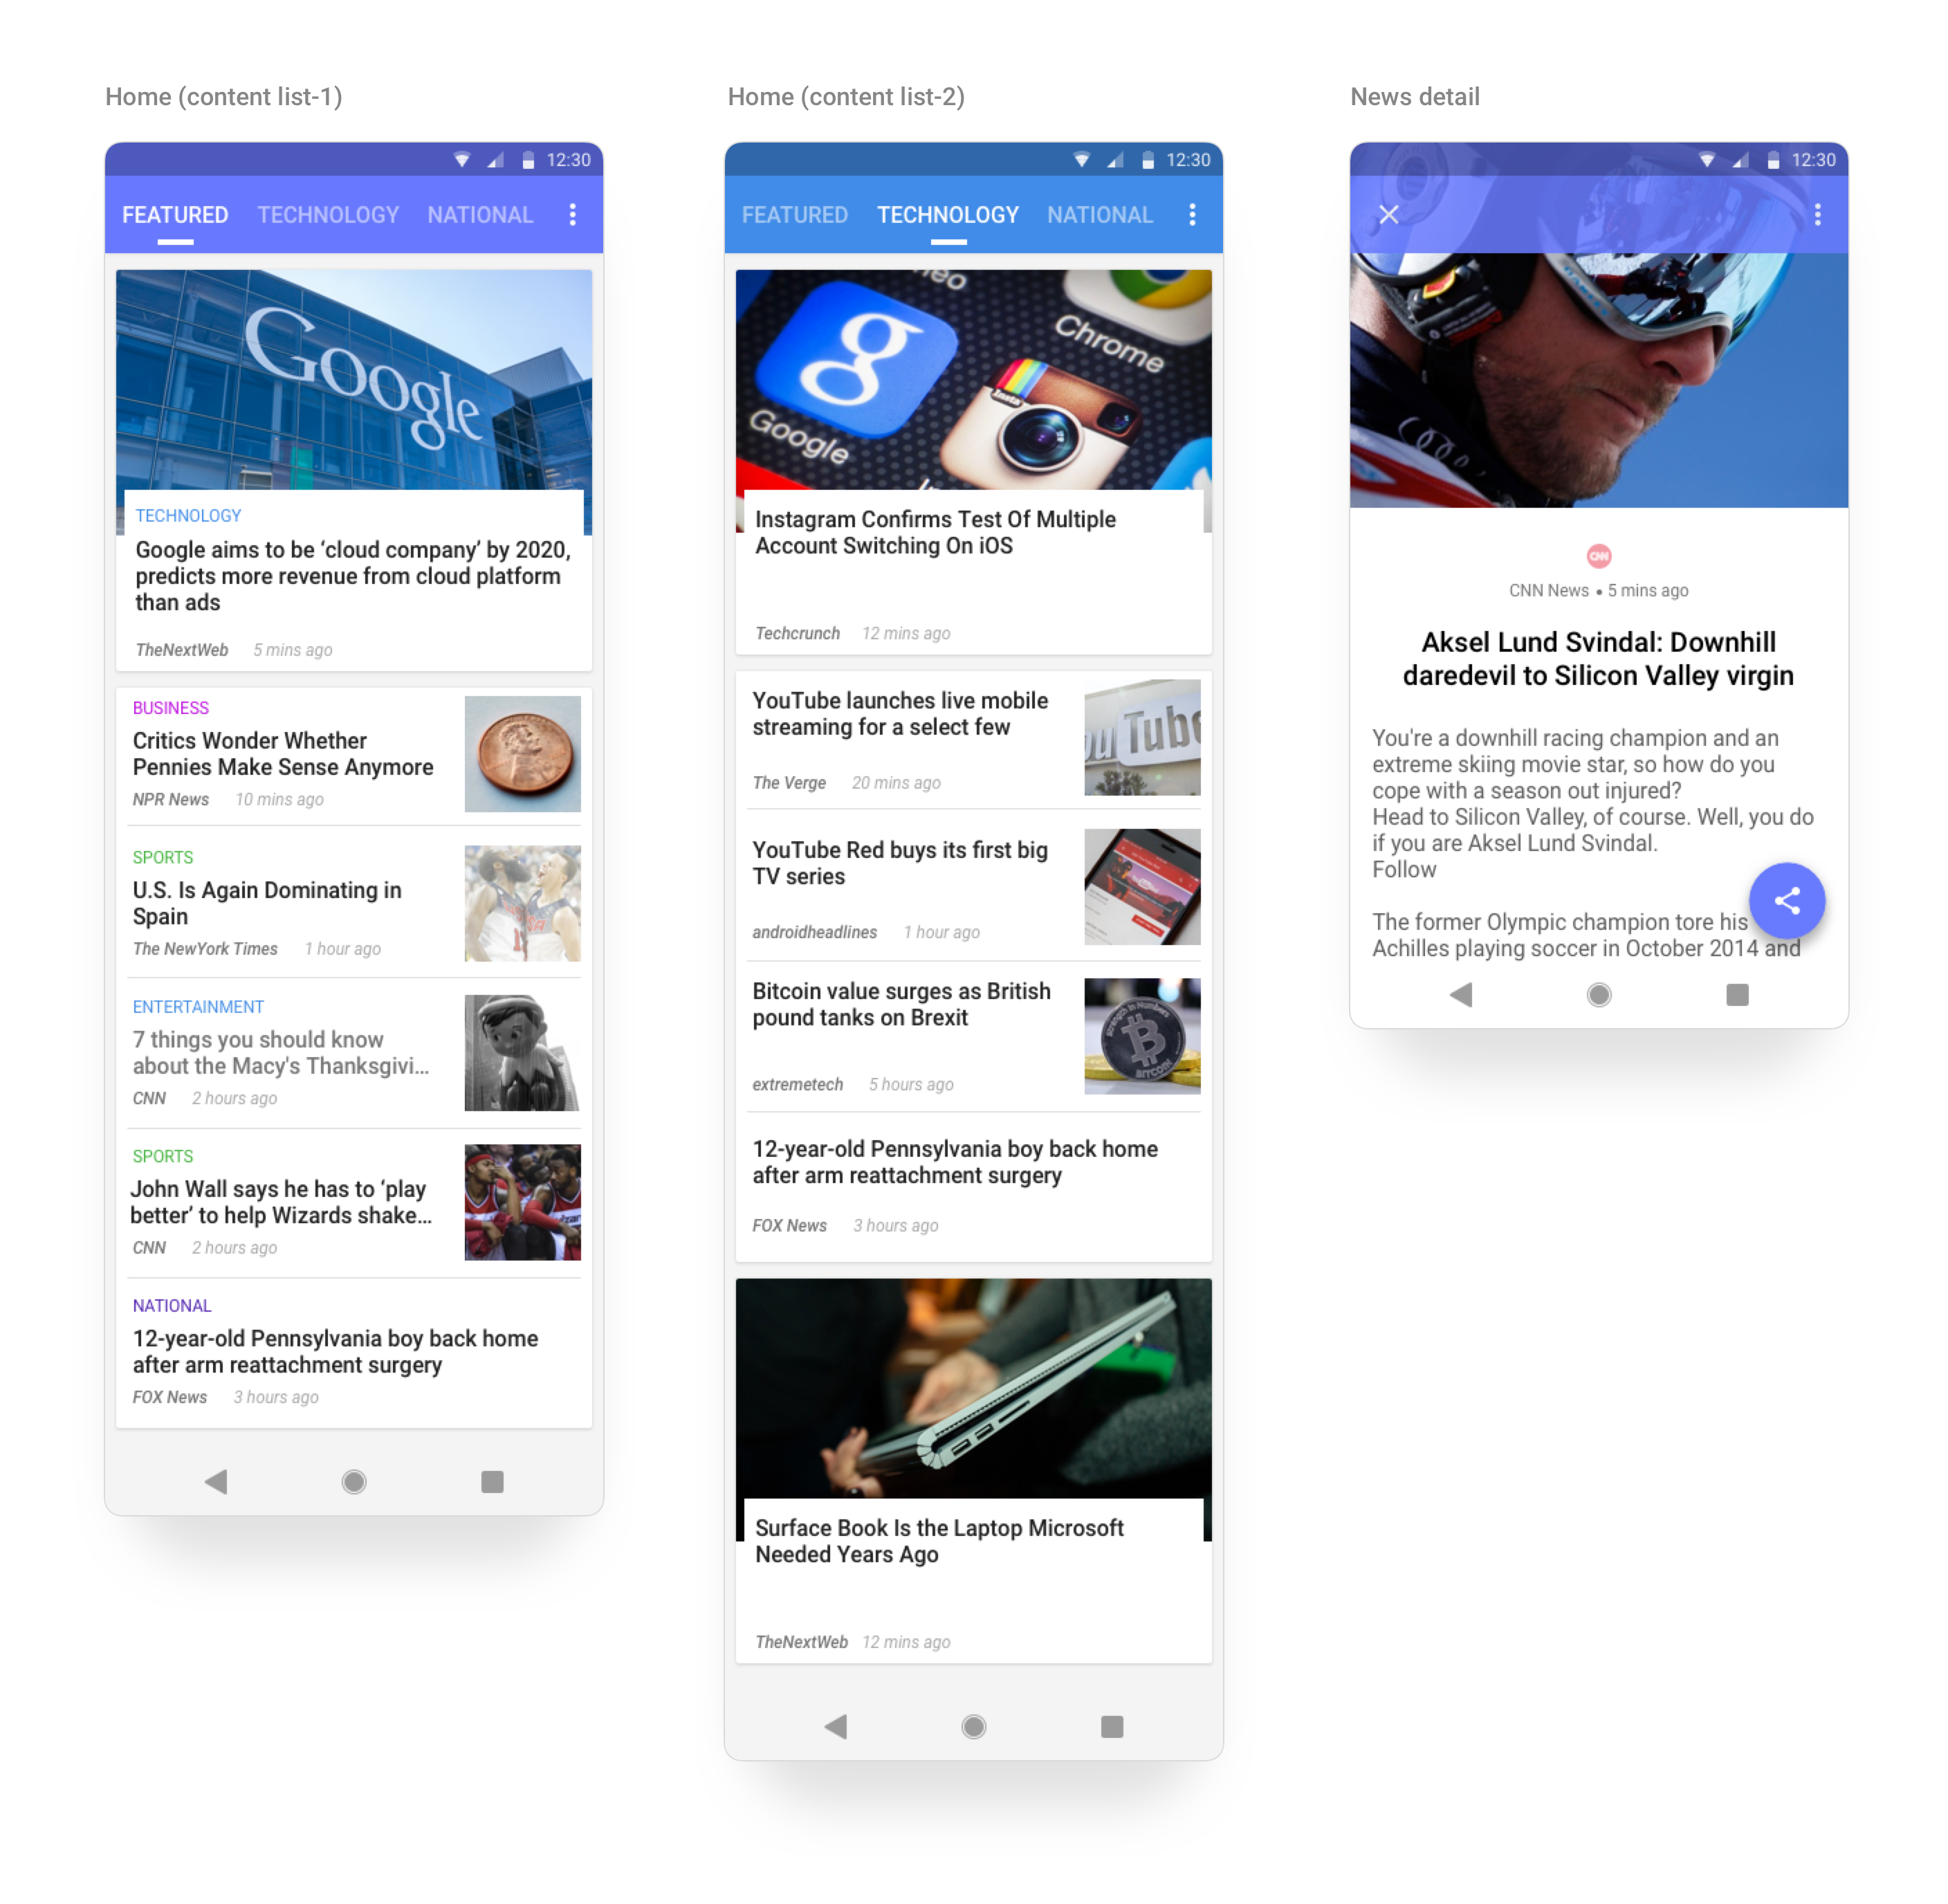 Home (content list-1)
12:30
FEATURED TECHNOLOGY NATIONAL
Google
TECHNOLOGY
Google aims to be ‘cloud company’ by 2020,
predicts more revenue from cloud platform
than ads
TheNextWeb 5 mins ago
BUSINESS
Critics Wonder Whether
Pennies Make Sense Anymore
NPR News 10 mins ago
SPORTS
U.S. Is Again Dominating in
Spain
The NewYork Times 1 hour ago
ENTERTAINMENT
7 things you should know
about the Macy's Thanksgivi...
CNN 2 hours ago
SPORTS
John Wall says he has to ‘play
better’ to help Wizards shake...
CNN 2 hours ago
NATIONAL
12-year-old Pennsylvania boy back home
after arm reattachment surgery
FOX News 3 hours ago
Home (content list-2)
12:30
FEATURED TECHNOLOGY NATIONAL
Chrome
g
Insta
Google
Instagram Confirms Test Of Multiple
Account Switching On iOS
Techcrunch 12 mins ago
YouTube launches live mobile
streaming for a select few
ou Tube
The Verge 20 mins ago
YouTube Red buys its first big
TV series
androidheadlines 1 hour ago
Bitcoin value surges as British
pound tanks on Brexit
Strength in Numbers
BITCOIN
extremetech 5 hours ago
12-year-old Pennsylvania boy back home
after arm reattachment surgery
FOX News 3 hours ago
Surface Book Is the Laptop Microsoft
Needed Years Ago
TheNextWeb 12 mins ago
News detail
12:30
CNN
CNN News • 5 mins ago
Aksel Lund Svindal: Downhill
daredevil to Silicon Valley virgin
You're a downhill racing champion and an
extreme skiing movie star, so how do you
cope with a season out injured?
Head to Silicon Valley, of course. Well, you do
if you are Aksel Lund Svindal.
Follow
The former Olympic champion tore his
Achilles playing soccer in October 2014 and